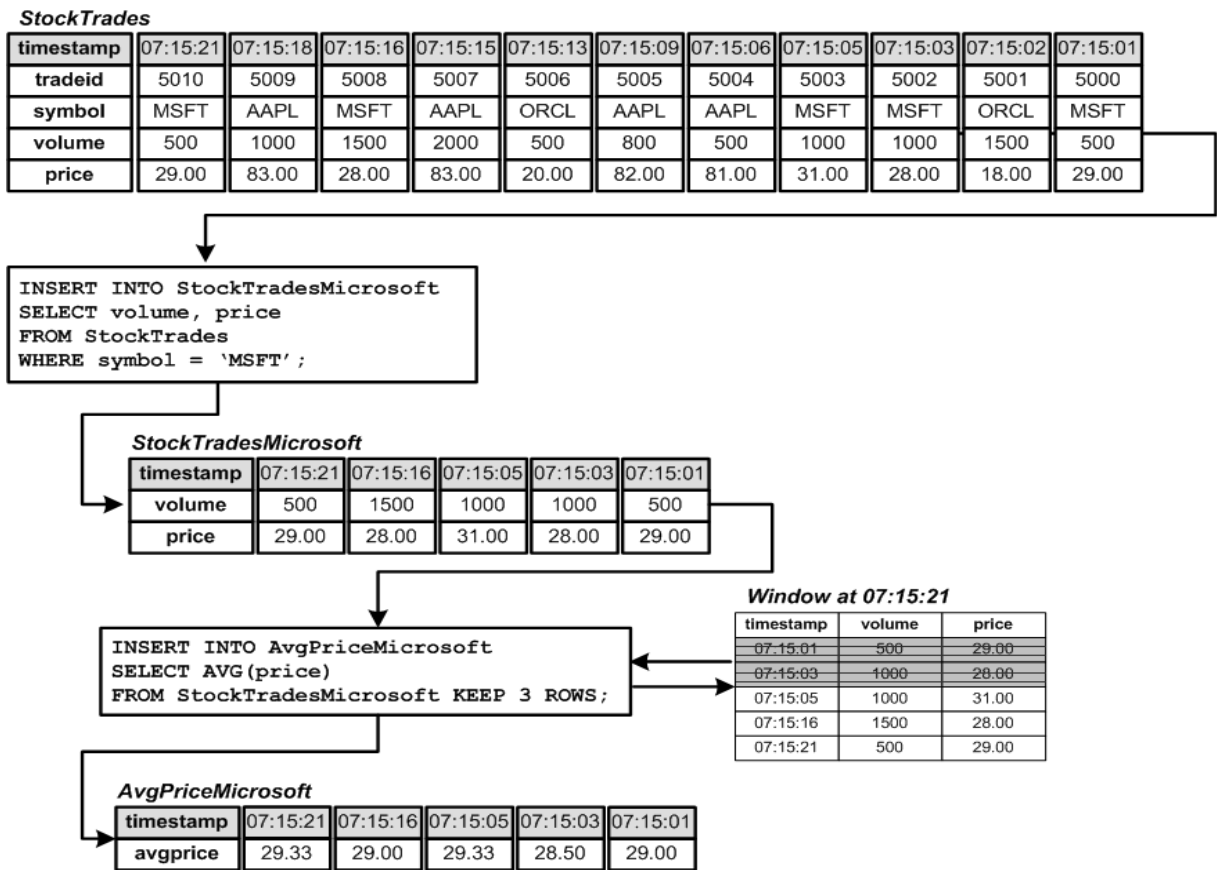 StockTrades
timestamp 07:15:21 07:15:18 07:15:16 07:15:15 07:15:13 07:15:09 07:15:06 07:15:05 07:15:03 07:15:02 07:15:01
tradeid 5010 5009 5008 5007 5006 5005 5004 5003 5002 5001 5000
symbol MSFT AAPL MSFT AAPL ORCL AAPL AAPL MSFT MSFT ORCL MSFT
volume 500 1000 1500 2000 500 800 500 1000 1000 1500 500
price 29.00 83.00 28.00 83.00 20.00 82.00 81.00 31.00 28.00 18.00 29.00
INSERT INTO StockTradesMicrosoft
SELECT volume, price
FROM StockTrades
WHERE symbol = ‘MSFT’;
StockTradesMicrosoft
timestamp 07:15:21 07:15:16 07:15:05 07:15:03 07:15:01
volume 500 1500 1000 1000 500
price 29.00 28.00 31.00 28.00 29.00
INSERT INTO AvgPriceMicrosoft
SELECT AVG(price)
FROM StockTradesMicrosoft KEEP 3 ROWS;
Window at 07:15:21
timestamp volume price
07:15:01 500 29.00
07:15:03 1000 28.00
07:15:05 1000 31.00
07:15:16 1500 28.00
07:15:21 500 29.00
AvgPriceMicrosoft
timestamp 07:15:21 07:15:16 07:15:05 07:15:03 07:15:01
avgprice 29.33 29.00 29.33 28.50 29.00